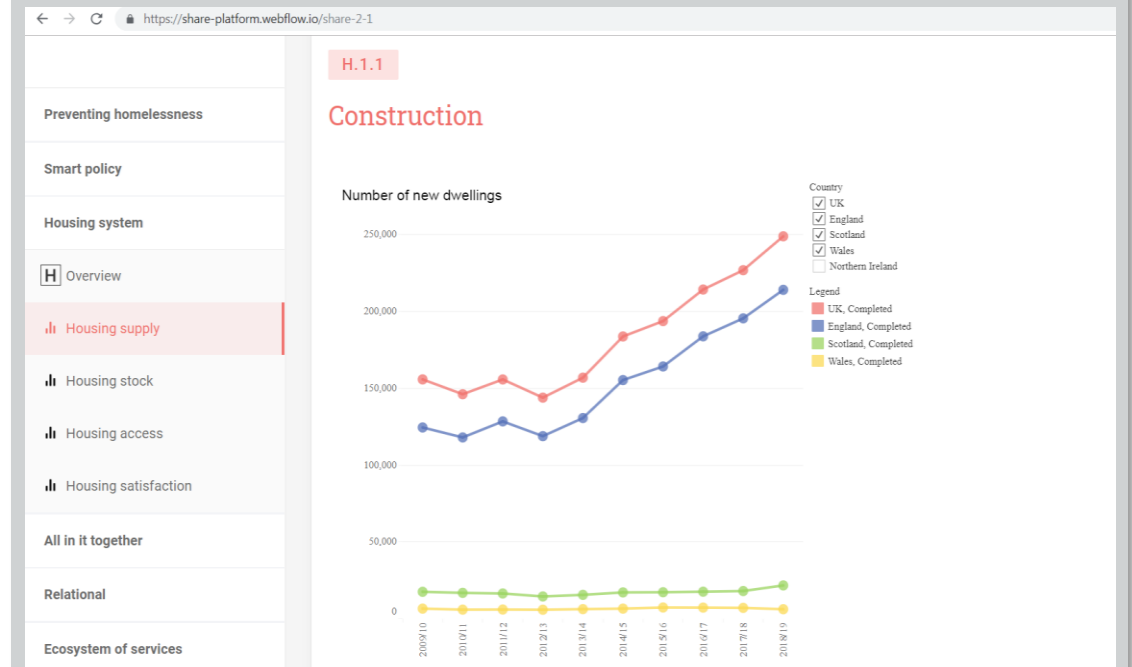 https://share-platform.webflow.io/share-2-1
Preventing homelessness
Smart policy
Housing system
H Overview
Housing supply
Housing stock
Housing access
Housing satisfaction
All in it together
Relational
Ecosystem of services
H.1.1
Construction
Number of new dwellings
250,000
200,000
150,000
100,000
50,000
0
2009/10
2010/11
2011/12
2012/13
2013/14
2014/15
2015/16
2016/17
2017/18
2018/19
Country
UK
England
Scotland
Wales
Northern Ireland
Legend
UK, Completed
England, Completed
Scotland, Completed
Wales, Completed